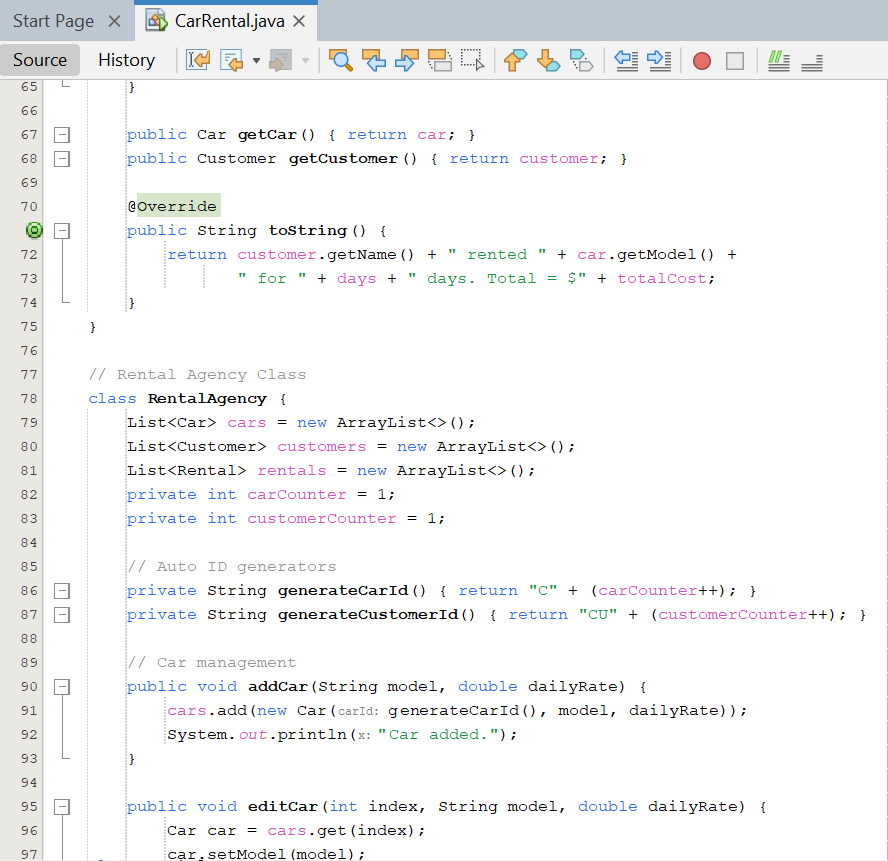 Start Page
CarRental.java
Source
History
65 }
66
67 public Car getCar() { return car; }
68 public Customer getCustomer() { return customer; }
69
70 @Override
public String toString() {
72 return customer.getName() + " rented " + car.getModel() +
73 " for " + days + " days. Total = $" + totalCost;
74 }
75 }
76
77 // Rental Agency Class
78 class RentalAgency {
79 List<Car> cars = new ArrayList<>();
80 List<Customer> customers = new ArrayList<>();
81 List<Rental> rentals = new ArrayList<>();
82 private int carCounter = 1;
83 private int customerCounter = 1;
84
85 // Auto ID generators
86 private String generateCarId() { return "C" + (carCounter++); }
87 private String generateCustomerId() { return "CU" + (customerCounter++); }
88
89 // Car management
90 public void addCar(String model, double dailyRate) {
91 cars.add(new Car(carId: generateCarId(), model, dailyRate));
92 System.out.println(x: "Car added.");
93 }
94
95 public void editCar(int index, String model, double dailyRate) {
96 Car car = cars.get(index);
97 car.setModel(model);